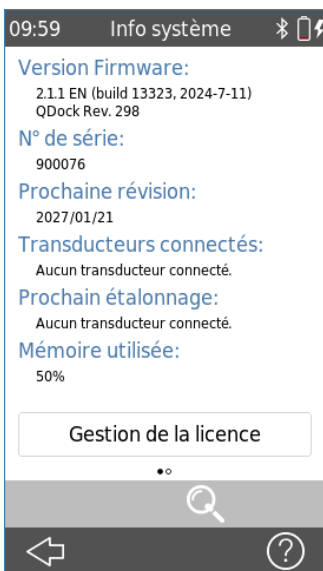 09:59 Info système
Version Firmware:
2.1.1 EN (build 13323, 2024-7-11)
QDock Rev. 298
N° de série:
900076
Prochaine révision:
2027/01/21
Transducteurs connectés:
Aucun transducteur connecté.
Prochain étalonnage:
Aucun transducteur connecté.
Mémoire utilisée:
50%
Gestion de la licence
?